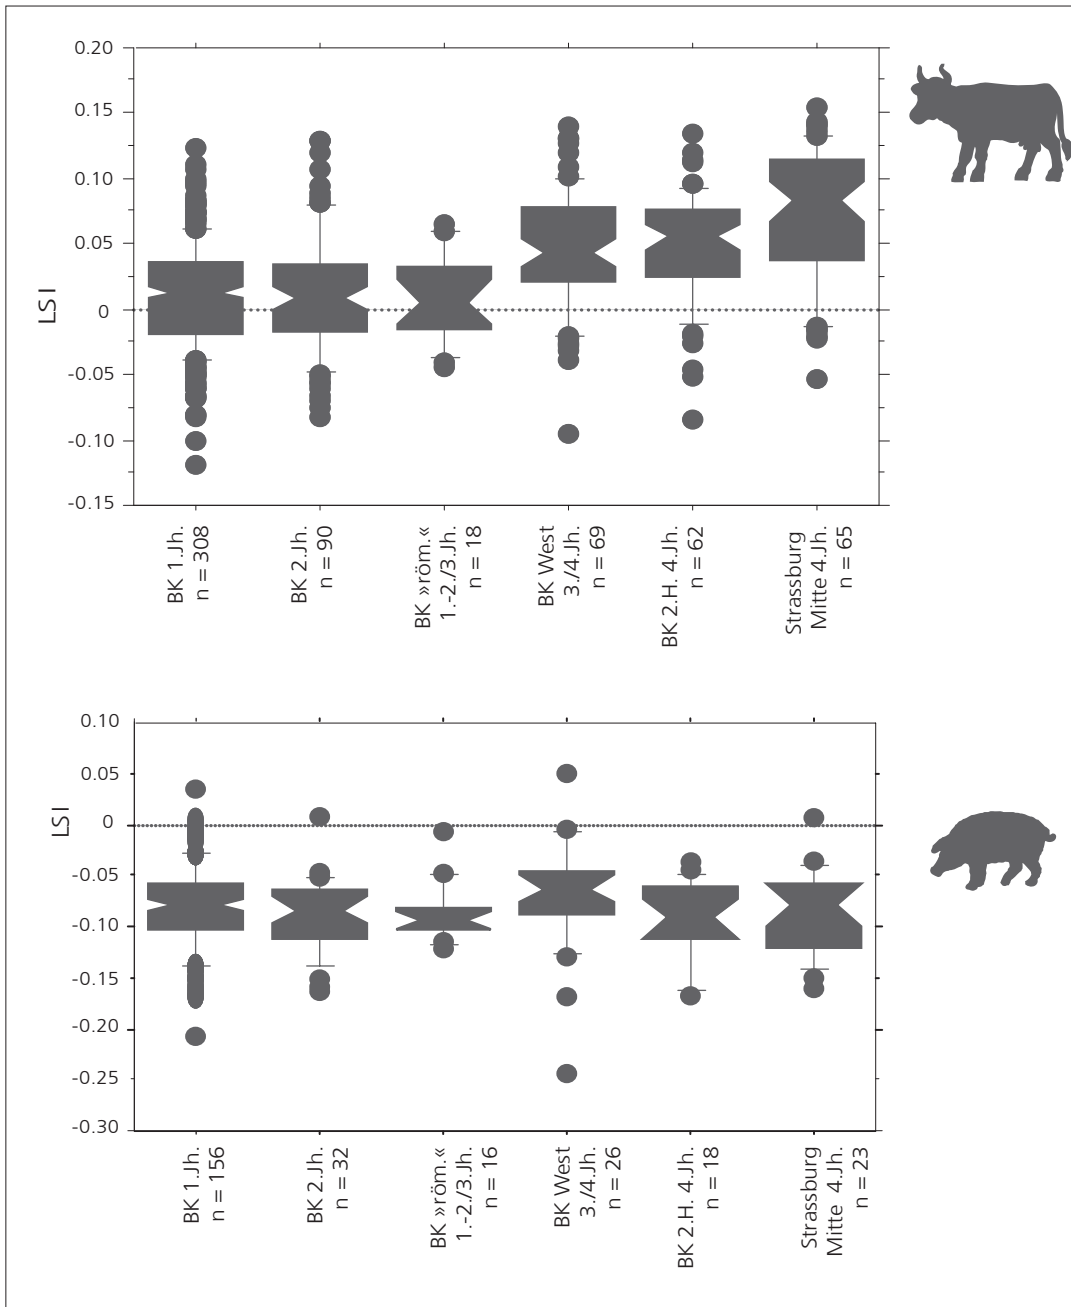 0.20
0.15
0.10
0.05
0
-0.05
-0.10
-0.15
LSI
BK 1.Jh.
n = 308
BK 2.Jh.
n = 90
BK »röm.«
1.-2./3.Jh.
n = 18
BK West
3./4.Jh.
n = 69
BK 2.H. 4.Jh.
n = 62
Strassburg
Mitte 4.Jh.
n = 65
0.10
0.05
0
-0.05
-0.10
-0.15
-0.20
-0.25
-0.30
LSI
BK 1.Jh.
n = 156
BK 2.Jh.
n = 32
BK »röm.«
1.-2./3.Jh.
n = 16
BK West
3./4.Jh.
n = 26
BK 2.H. 4.Jh.
n = 18
Strassburg
Mitte 4.Jh.
n = 23